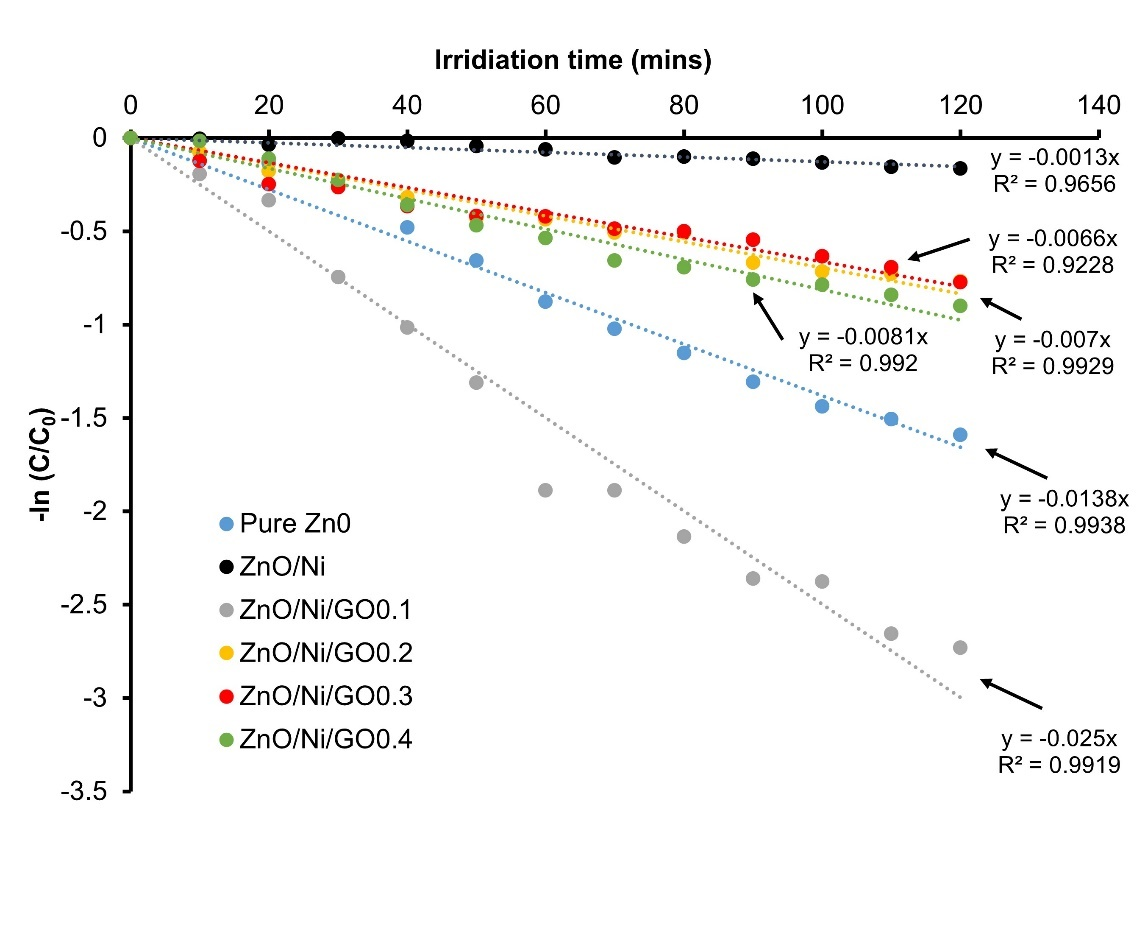 Irridiation time (mins)
0 20 40 60 80 100 120 140
0
-0.5
-1
-1.5
-2
-2.5
-3
-3.5
-ln (C/C₀)
y = -0.0013x
R² = 0.9656
y = -0.0066x
R² = 0.9228
y = -0.007x
R² = 0.9929
y = -0.0081x
R² = 0.992
y = -0.0138x
R² = 0.9938
y = -0.025x
R² = 0.9919
Pure Zn0
ZnO/Ni
ZnO/Ni/GO0.1
ZnO/Ni/GO0.2
ZnO/Ni/GO0.3
ZnO/Ni/GO0.4